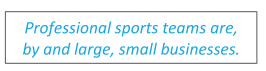 Professional sports teams are,
by and large, small businesses.